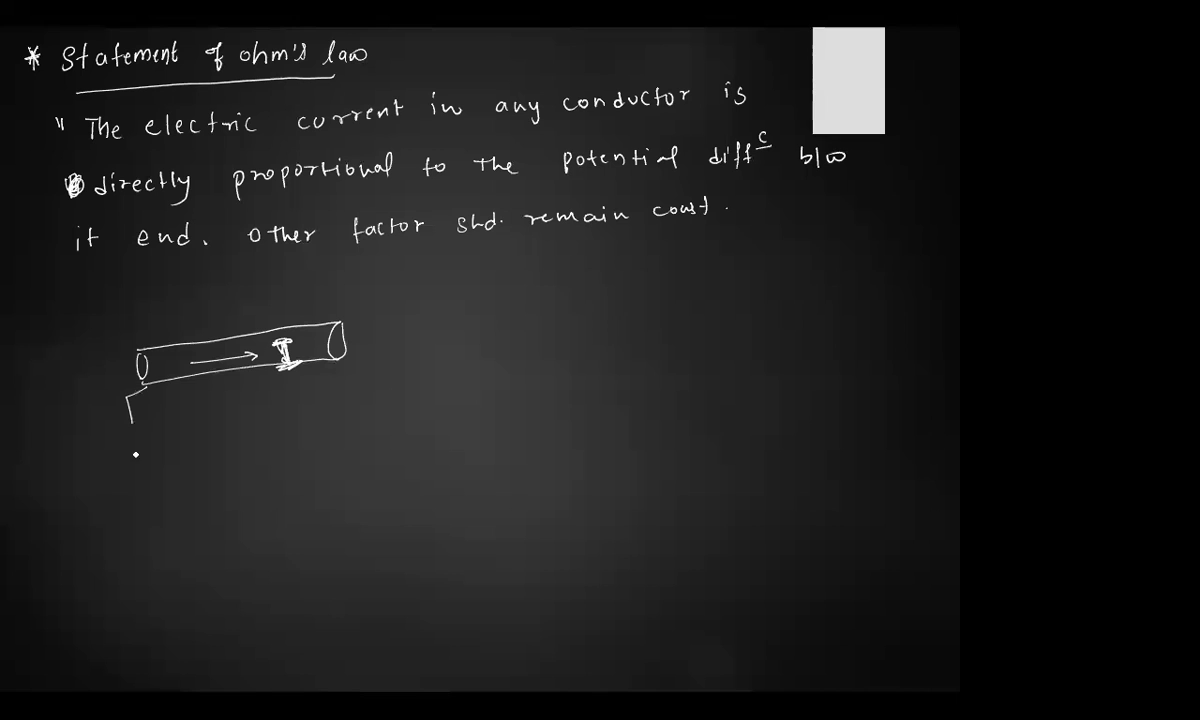 * Statement of ohm's law
" The electric current in any conductor is
directly proportional to the potential diffᶜ b/w
it end. Other factor shd. remain const.
I